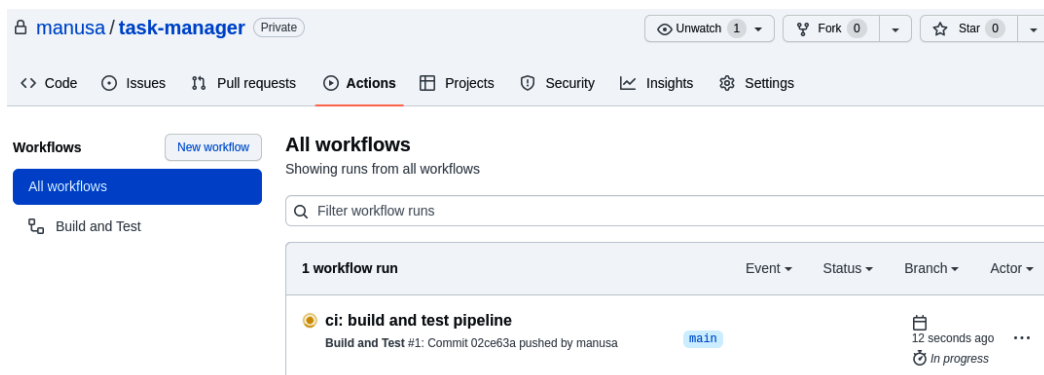 manusa / task-manager Private
Unwatch 1 Fork 0 Star 0
Code Issues Pull requests Actions Projects Security Insights Settings
Workflows New workflow
All workflows
Build and Test
All workflows
Showing runs from all workflows
Filter workflow runs
1 workflow run Event Status Branch Actor
ci: build and test pipeline
Build and Test #1: Commit 02ce63a pushed by manusa
main
12 seconds ago
In progress